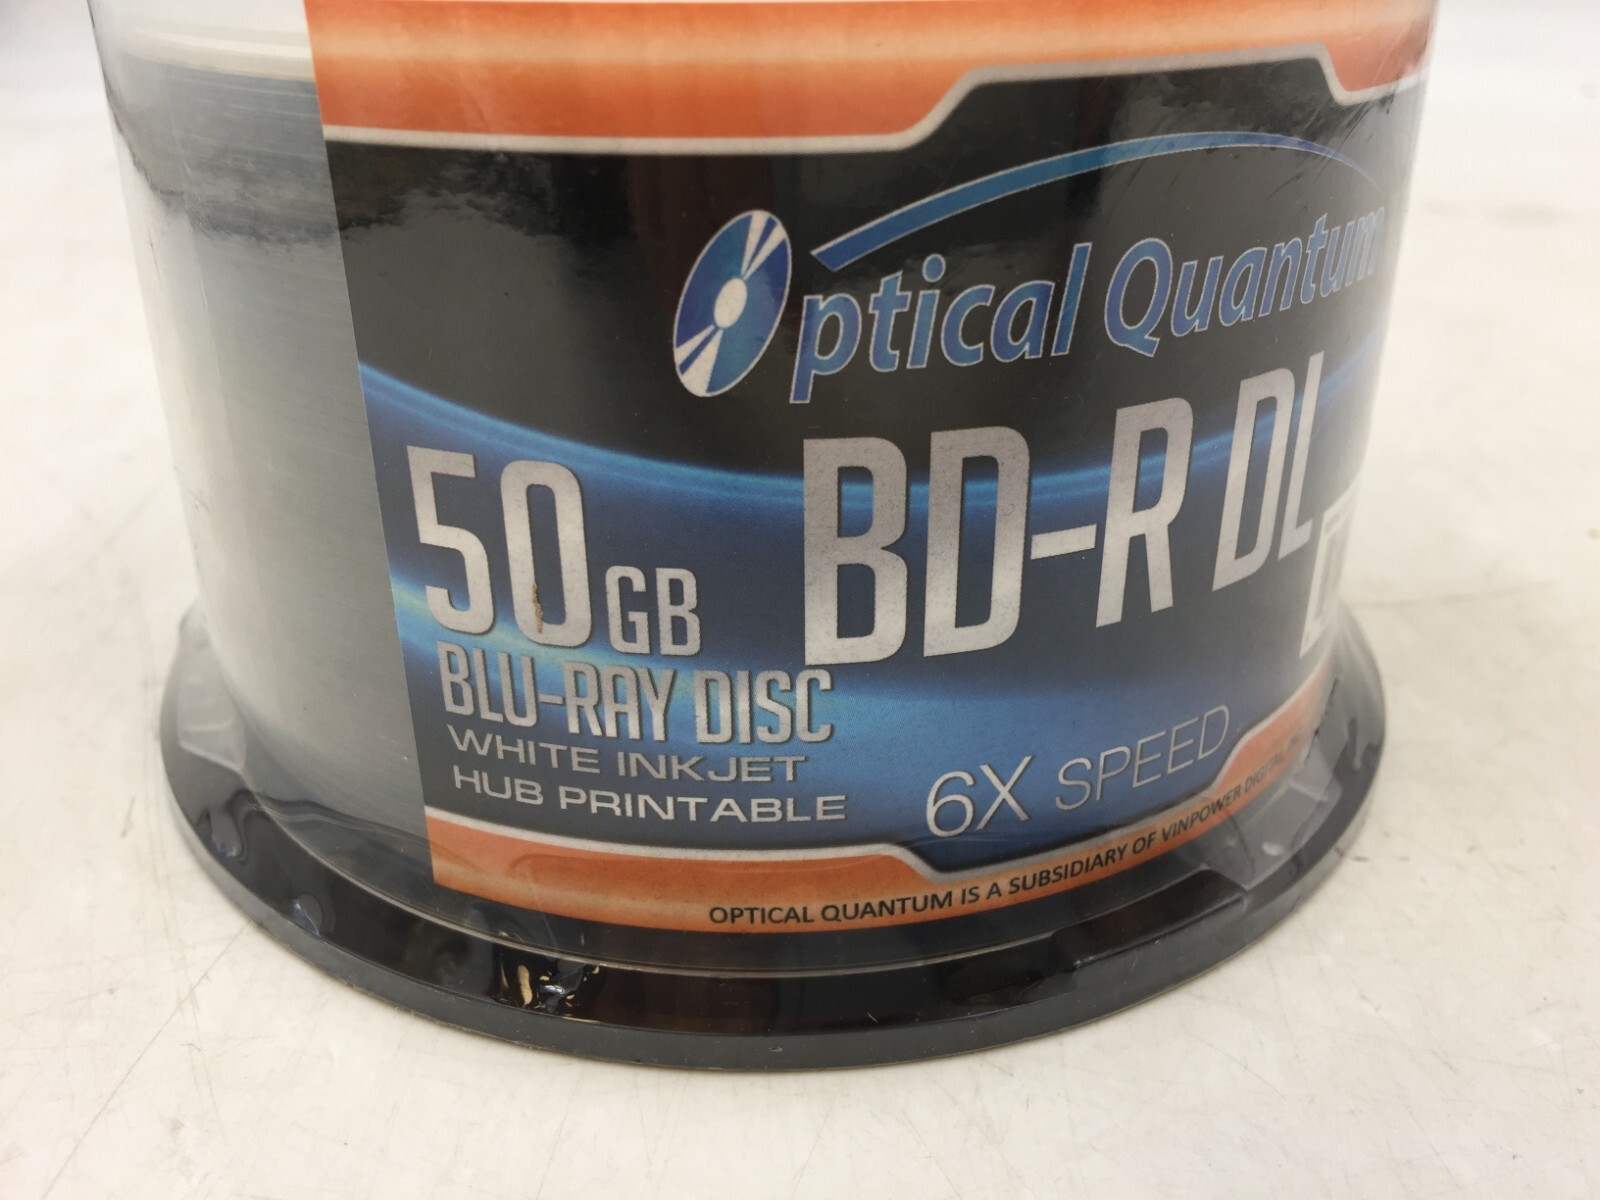 Optical Quantum
BD-R DL
50GB
BLU-RAY DISC
WHITE INKJET
HUB PRINTABLE
6X SPEED
OPTICAL QUANTUM IS A SUBSIDIARY OF VINPOWER DIGITAL